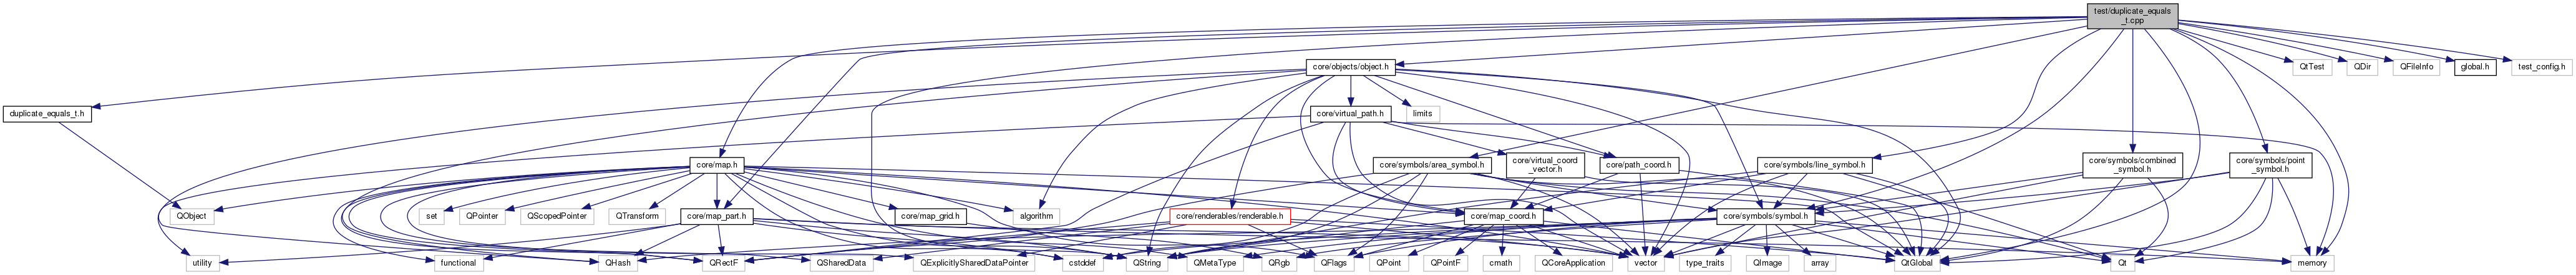 test/duplicate_equals
_t.cpp
core/objects/object.h
QtTest
QDir
QFileInfo
global.h
test_config.h
duplicate_equals_t.h
core/virtual_path.h
limits
core/map.h
core/symbols/area_symbol.h
core/virtual_coord
_vector.h
core/path_coord.h
core/symbols/line_symbol.h
core/symbols/combined
_symbol.h
core/symbols/point
_symbol.h
QObject
set
QPointer
QScopedPointer
QTransform
core/map_part.h
core/map_grid.h
algorithm
core/renderables/renderable.h
core/map_coord.h
core/symbols/symbol.h
utility
functional
QHash
QRectF
QSharedData
QExplicitlySharedDataPointer
cstddef
QString
QMetaType
QRgb
QFlags
QPoint
QPointF
cmath
QCoreApplication
vector
type_traits
QImage
array
QtGlobal
Qt
memory